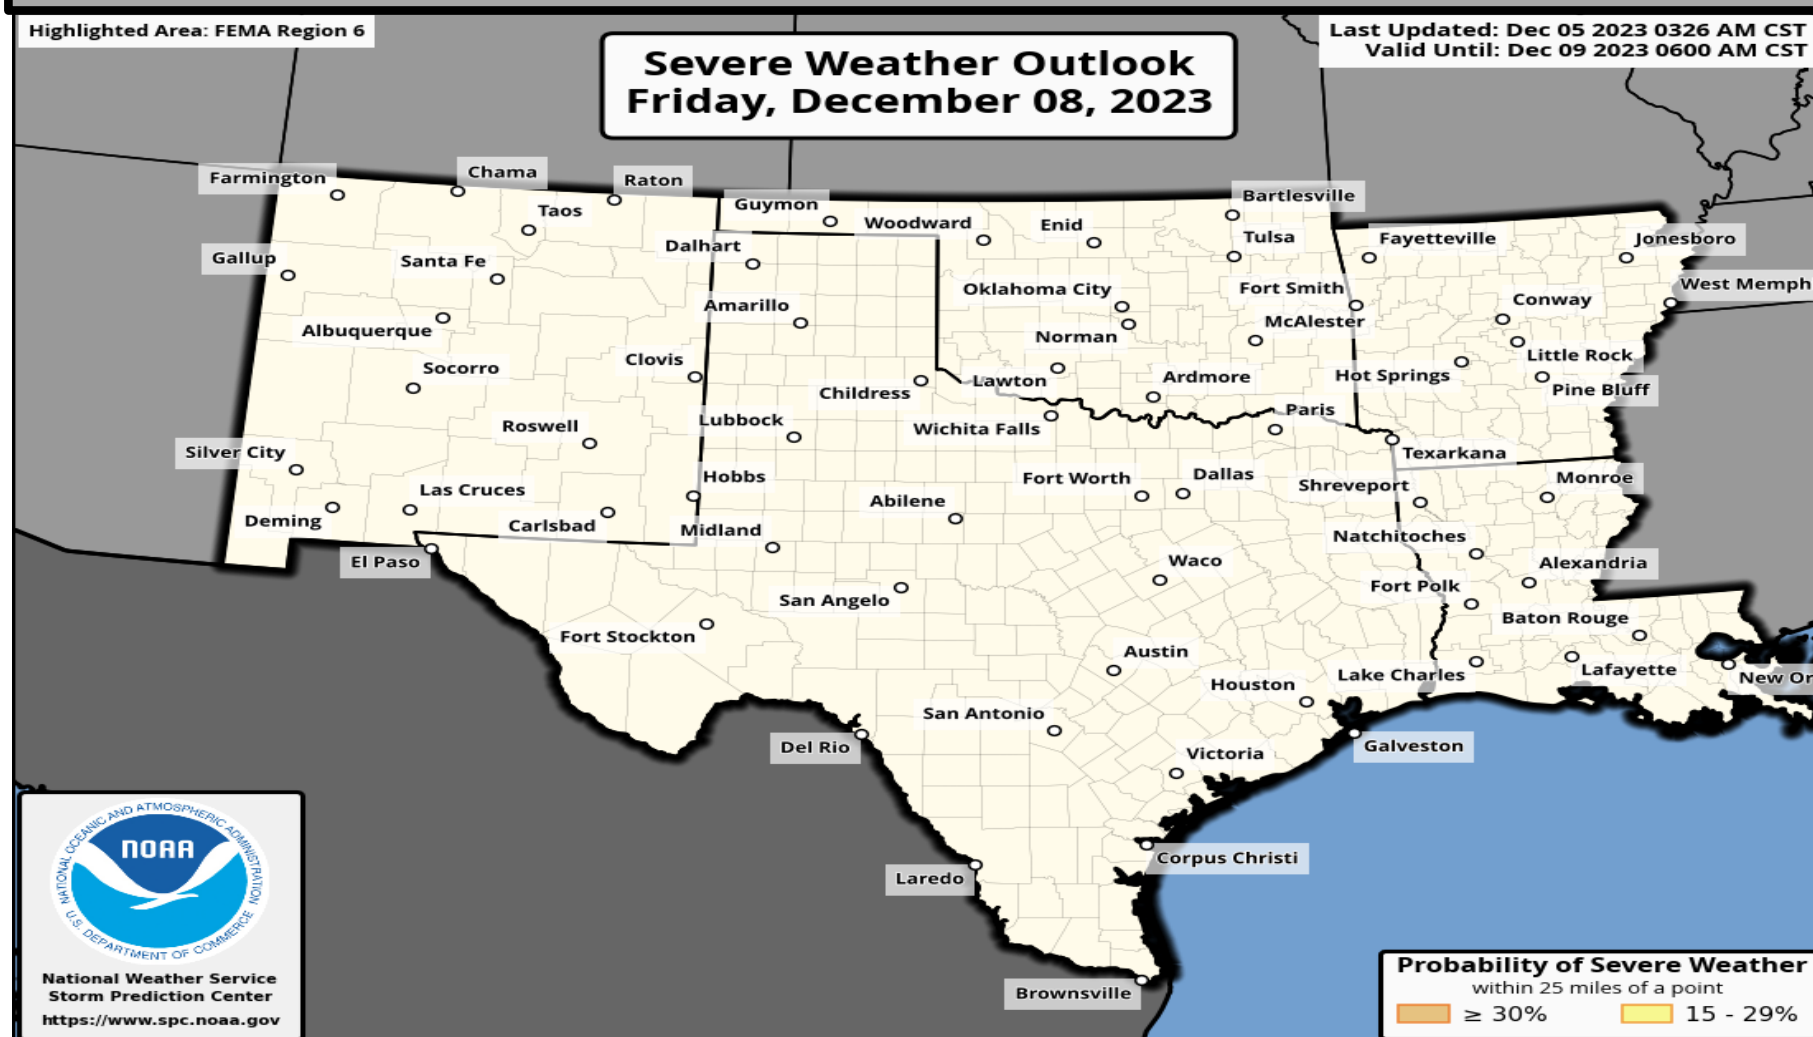 Highlighted Area: FEMA Region 6
Last Updated: Dec 05 2023 0326 AM CST
Valid Until: Dec 09 2023 0600 AM CST
Severe Weather Outlook
Friday, December 08, 2023
Farmington
Chama
Raton
Taos
Guymon
Woodward
Enid
Bartlesville
Tulsa
Fayetteville
Jonesboro
Gallup
Santa Fe
Dalhart
Oklahoma City
Fort Smith
West Memph
Amarillo
Conway
Albuquerque
Norman
McAlester
Socorro
Clovis
Little Rock
Childress
Lawton
Ardmore
Hot Springs
Pine Bluff
Roswell
Lubbock
Wichita Falls
Paris
Silver City
Texarkana
Las Cruces
Hobbs
Fort Worth
Dallas
Shreveport
Monroe
Deming
Carlsbad
Midland
Abilene
Natchitoches
El Paso
Waco
Alexandria
San Angelo
Fort Polk
Fort Stockton
Baton Rouge
Austin
Lake Charles
Lafayette
New Or
Houston
San Antonio
Del Rio
Victoria
Galveston
Corpus Christi
Laredo
Brownsville
NATIONAL OCEANIC AND ATMOSPHERIC ADMINISTRATION
NOAA
U.S. DEPARTMENT OF COMMERCE
National Weather Service
Storm Prediction Center
https://www.spc.noaa.gov
Probability of Severe Weather
within 25 miles of a point
≥ 30%
15 - 29%